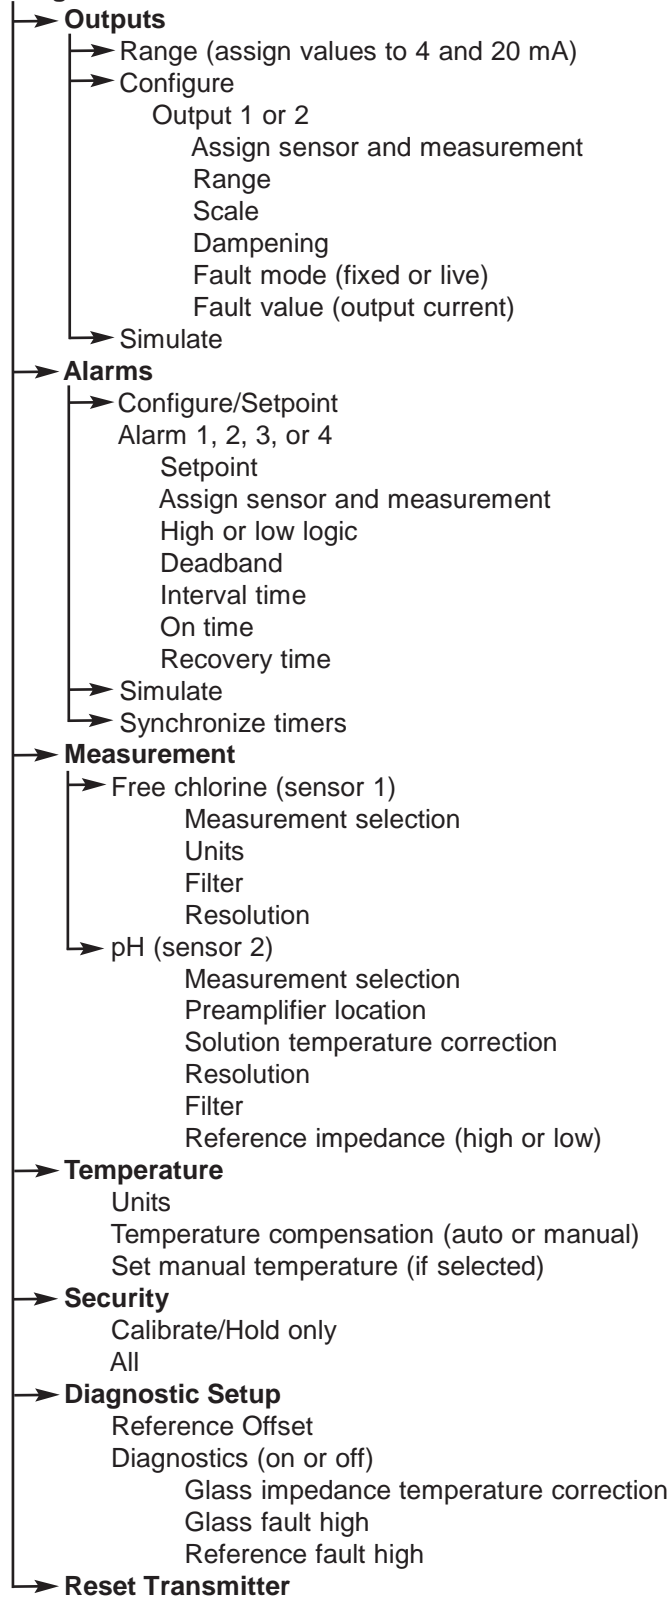 Outputs
Range (assign values to 4 and 20 mA)
Configure
Output 1 or 2
Assign sensor and measurement
Range
Scale
Dampening
Fault mode (fixed or live)
Fault value (output current)
Simulate
Alarms
Configure/Setpoint
Alarm 1, 2, 3, or 4
Setpoint
Assign sensor and measurement
High or low logic
Deadband
Interval time
On time
Recovery time
Simulate
Synchronize timers
Measurement
Free chlorine (sensor 1)
Measurement selection
Units
Filter
Resolution
pH (sensor 2)
Measurement selection
Preamplifier location
Solution temperature correction
Resolution
Filter
Reference impedance (high or low)
Temperature
Units
Temperature compensation (auto or manual)
Set manual temperature (if selected)
Security
Calibrate/Hold only
All
Diagnostic Setup
Reference Offset
Diagnostics (on or off)
Glass impedance temperature correction
Glass fault high
Reference fault high
Reset Transmitter